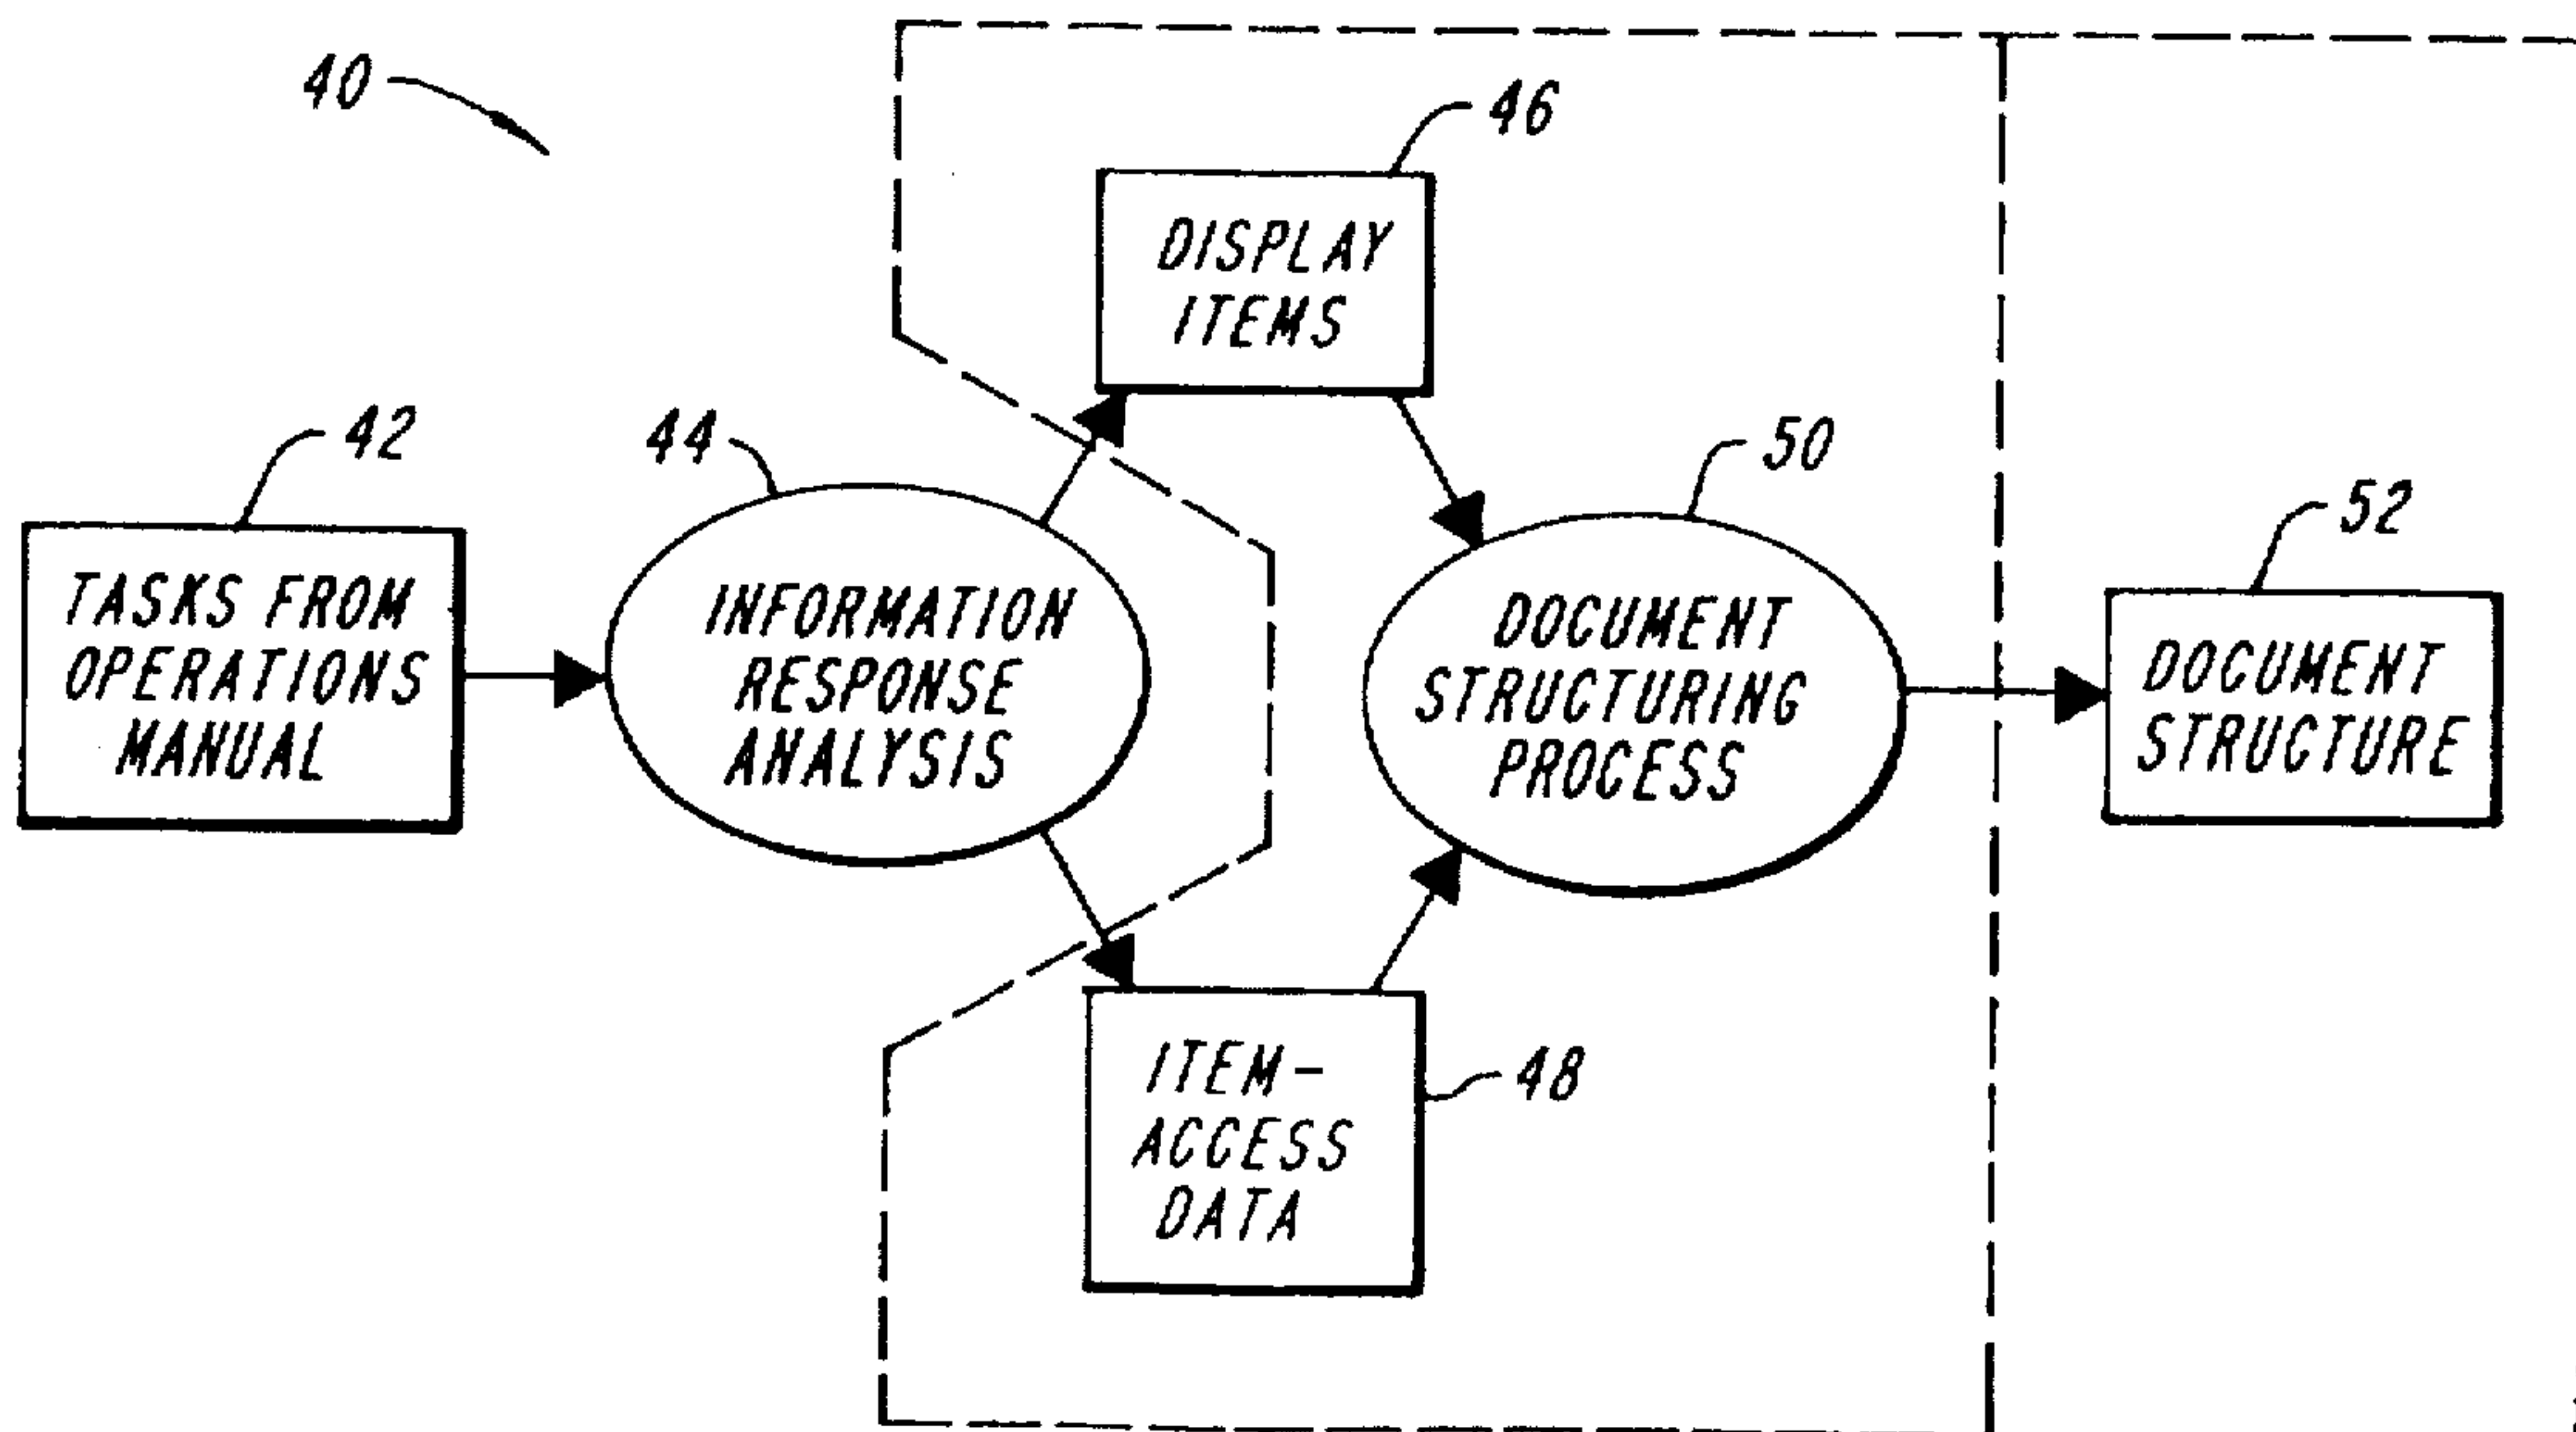 40
46
DISPLAY
ITEMS
42
44
50
52
TASKS FROM
OPERATIONS
MANUAL
INFORMATION
RESPONSE
ANALYSIS
DOCUMENT
STRUCTURING
PROCESS
DOCUMENT
STRUCTURE
ITEM-
ACCESS
DATA
48